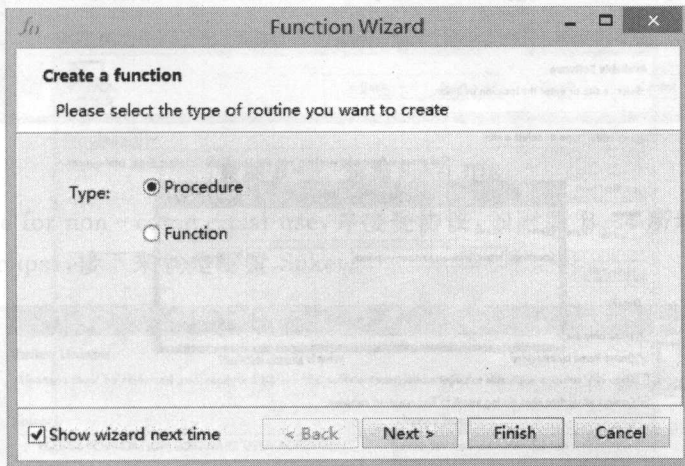 fx
Function Wizard
Create a function
Please select the type of routine you want to create
Type:
Procedure
Function
Show wizard next time
< Back
Next >
Finish
Cancel